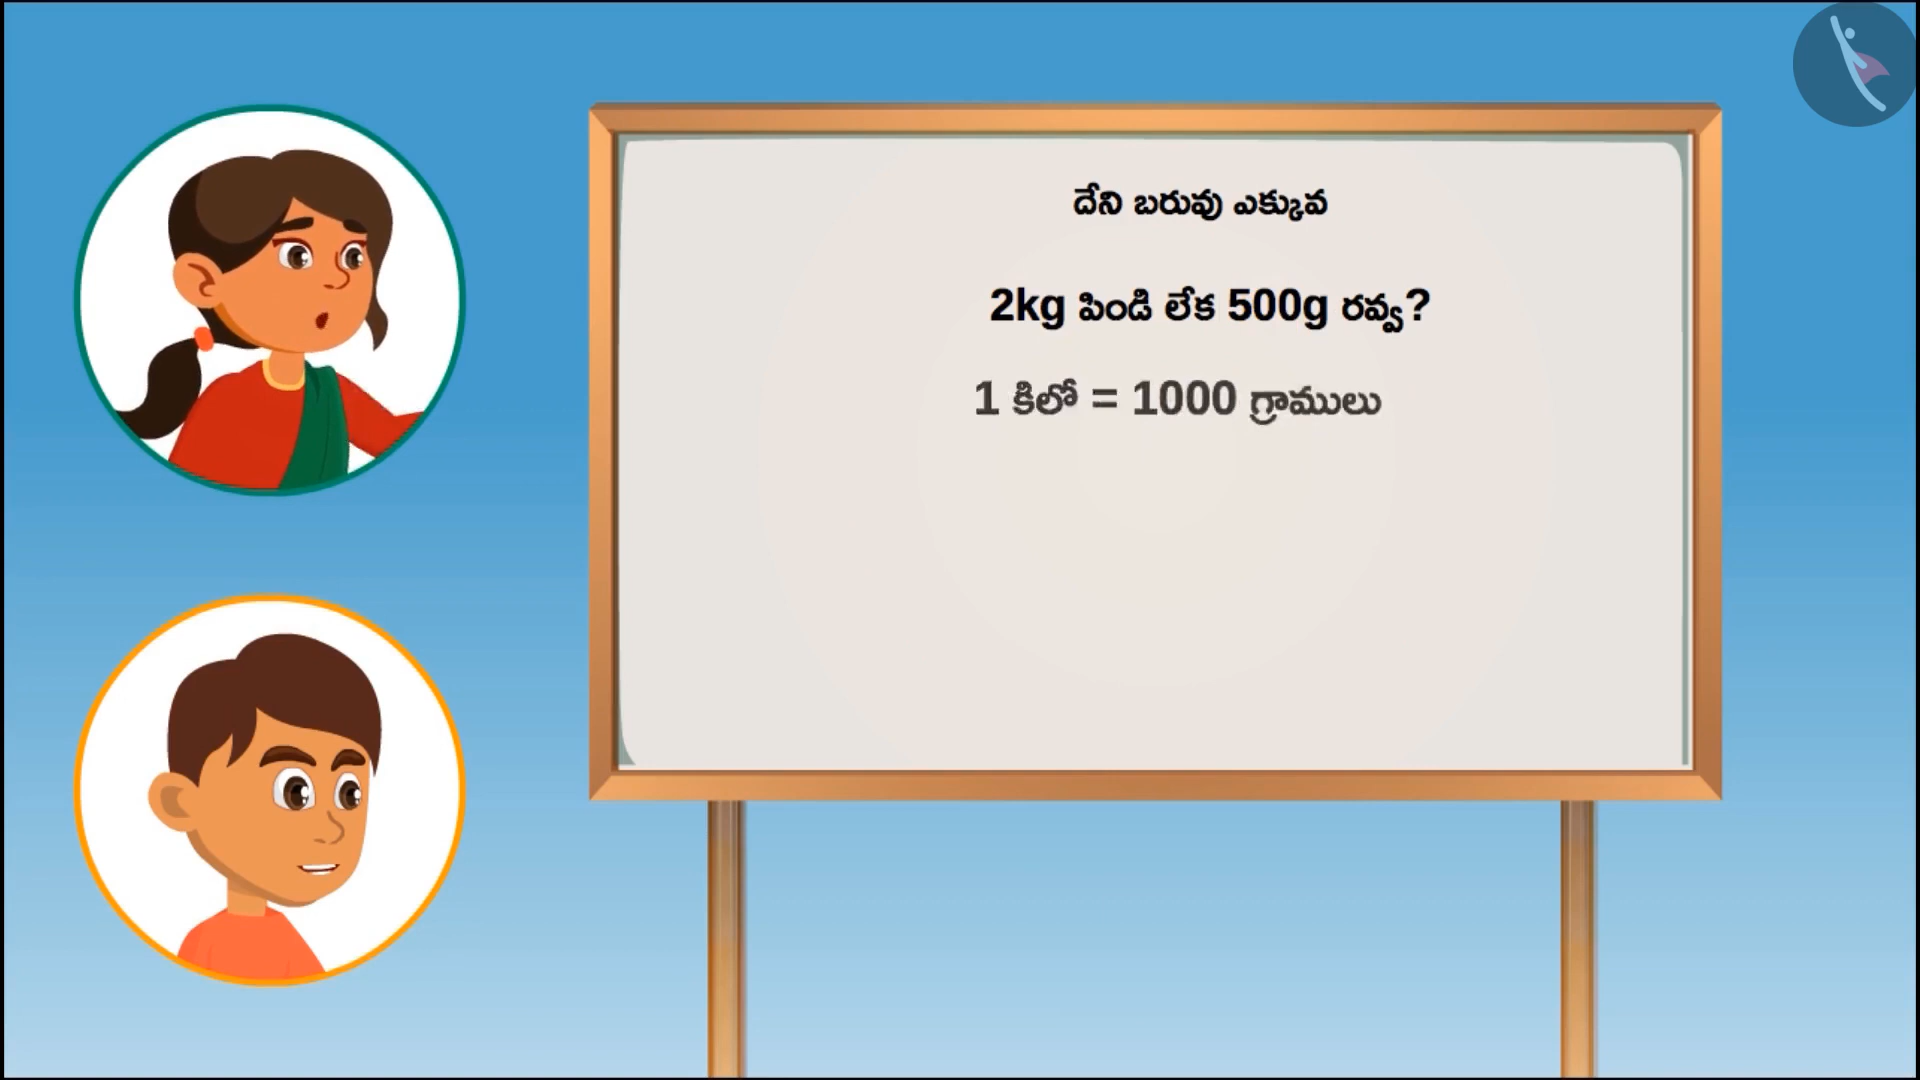 దేని బరువు ఎక్కువ
2kg పిండి లేక 500g రవ్వ?
1 కిలో = 1000 గ్రాములు